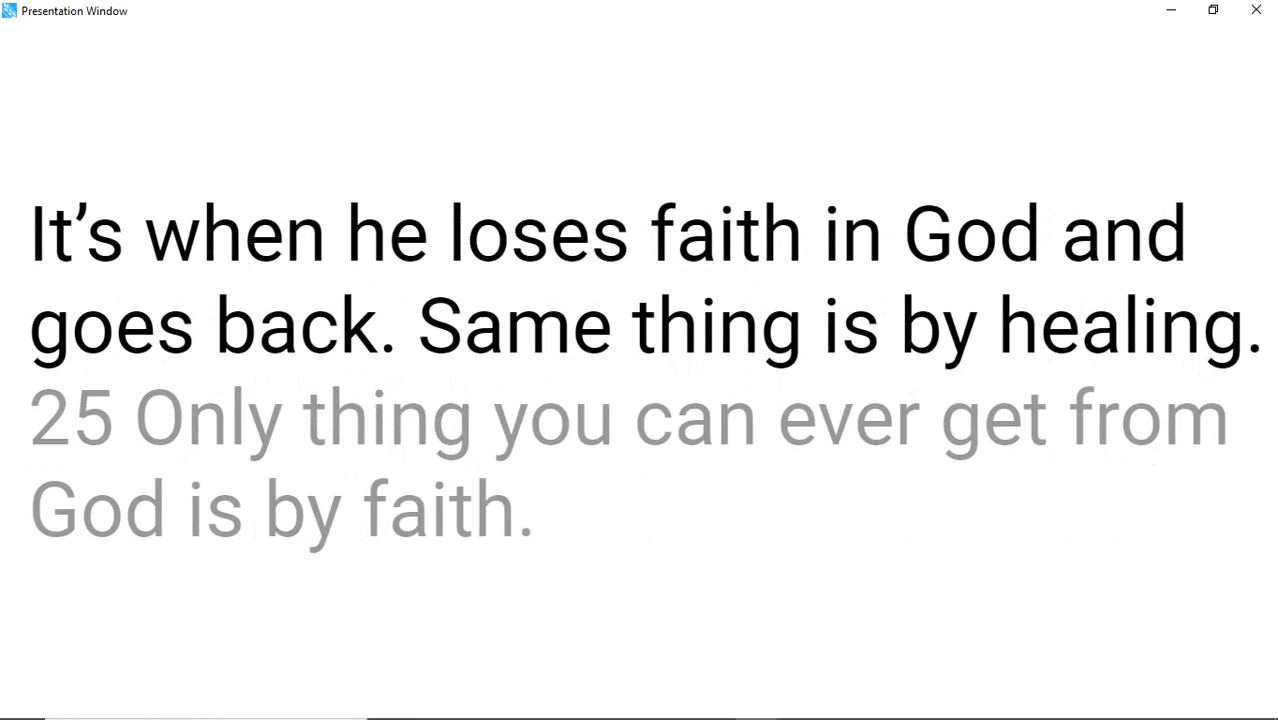 Presentation Window
It’s when he loses faith in God and
goes back. Same thing is by healing.
25 Only thing you can ever get from
God is by faith.